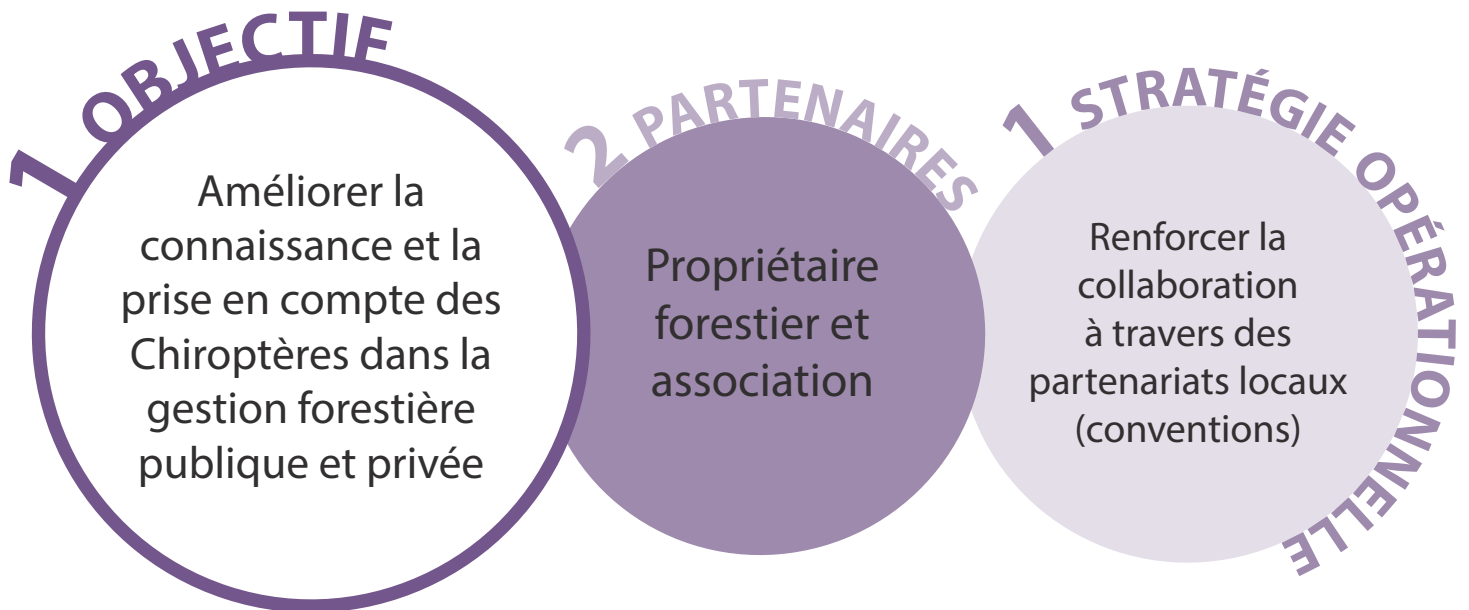 1 OBJECTIF
Améliorer la
connaissance et la
prise en compte des
Chiroptères dans la
gestion forestière
publique et privée
2 PARTENAIRES
Propriétaire
forestier et
association
1 STRATÉGIE OPÉRATIONNELLE
Renforcer la
collaboration
à travers des
partenariats locaux
(conventions)